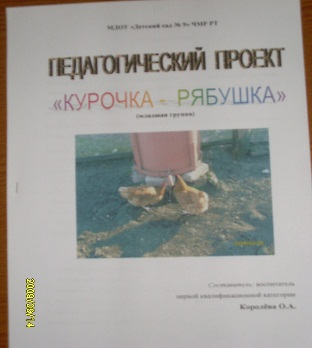 МДОУ «Детский сад № 9» ЧМР РТ
ПЕДАГОГИЧЕСКИЙ ПРОЕКТ
«КУРОЧКА - РЯБУШКА»
(младшая группа)
Составитель: воспитатель
первой квалификационной категории
Королёва О.А.